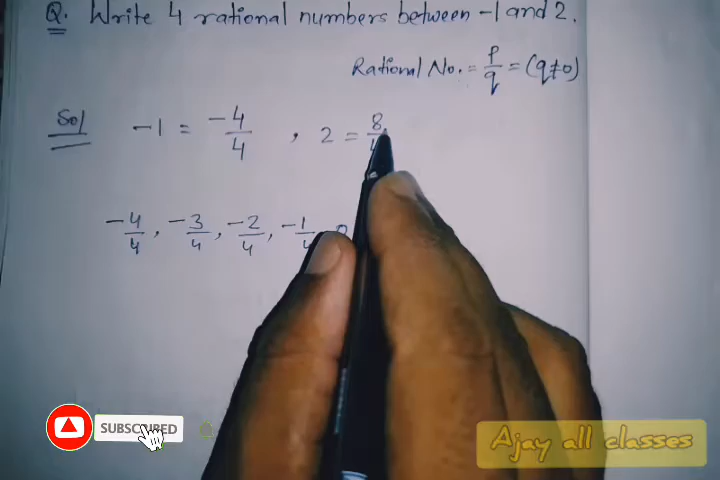 Q. Write 4 rational numbers between -1 and 2.
Rational No. = p/q = (q≠0)
Sol -1 = -4/4 , 2 = 8/
-4/4, -3/4, -2/4, -1/4
SUBSCRIBED
Ajay all classes